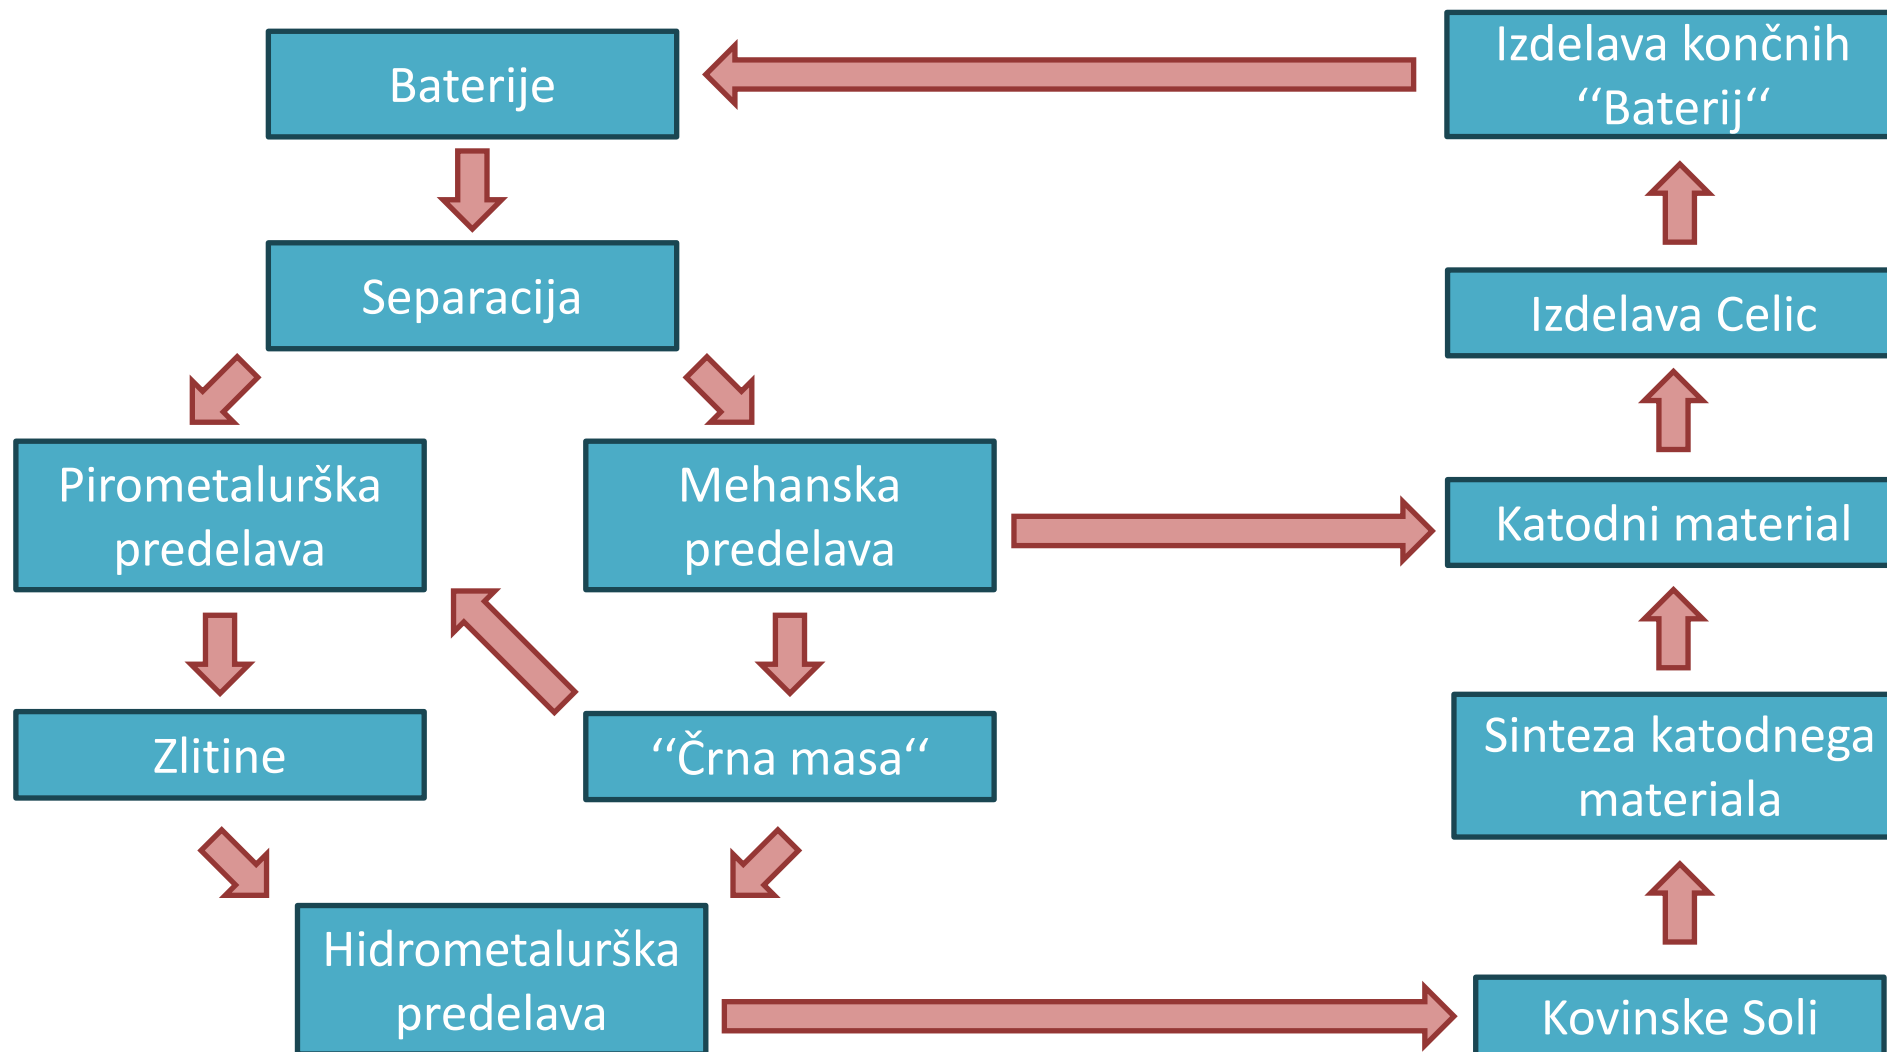 Baterije
Izdelava končnih
‘‘Baterij‘‘
Separacija
Izdelava Celic
Pirometalurška
predelava
Mehanska
predelava
Katodni material
Zlitine
‘‘Črna masa‘‘
Sinteza katodnega
materiala
Hidrometalurška
predelava
Kovinske Soli